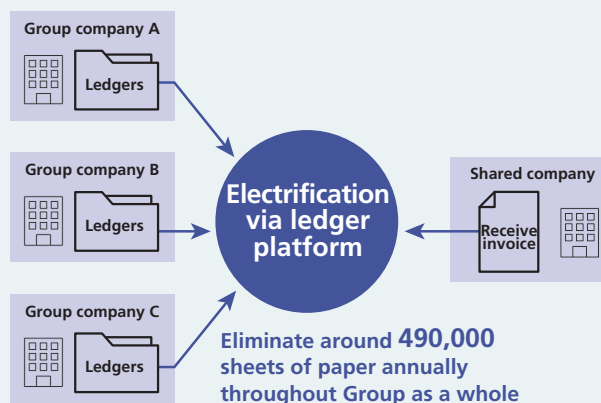 Group company A
Ledgers
Group company B
Ledgers
Group company C
Ledgers
Electrification
via ledger
platform
Shared company
Receive
invoice
Eliminate around 490,000
sheets of paper annually
throughout Group as a whole